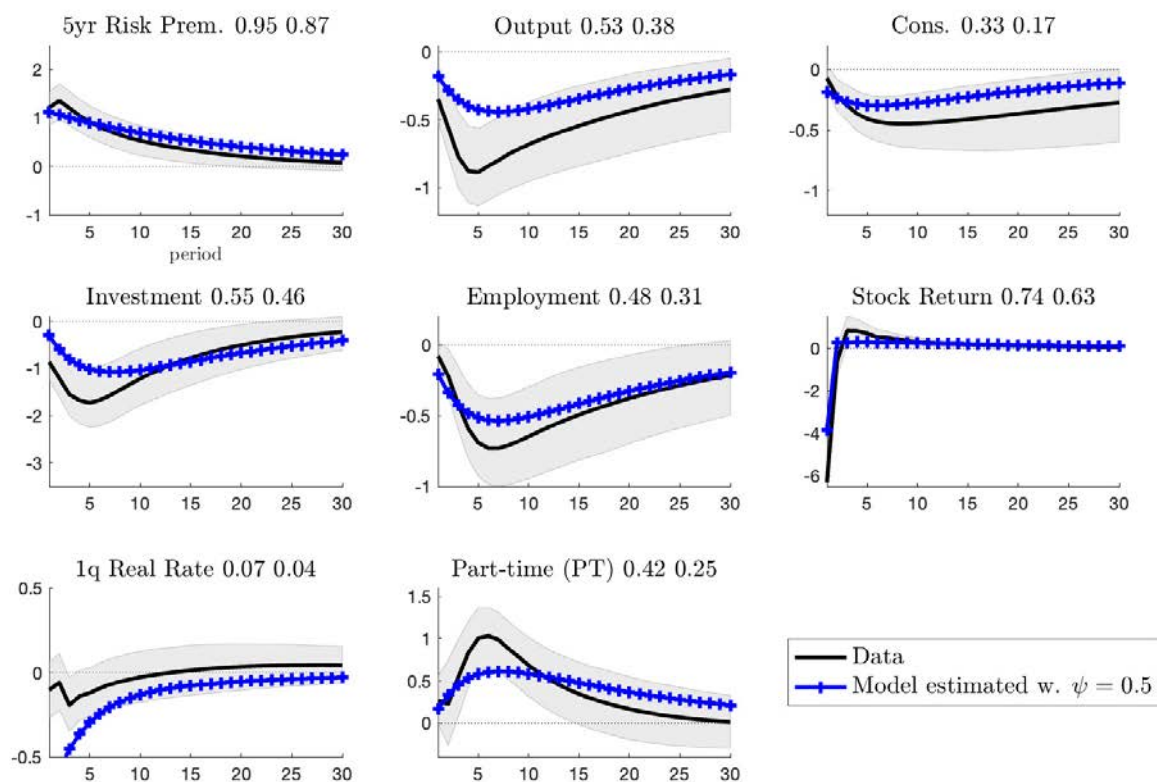 5yr Risk Prem. 0.95 0.87
2
1
0
-1
5 10 15 20 25 30
period
Output 0.53 0.38
0
-0.5
-1
5 10 15 20 25 30
Cons. 0.33 0.17
0
-0.5
-1
5 10 15 20 25 30
Investment 0.55 0.46
0
-1
-2
-3
5 10 15 20 25 30
Employment 0.48 0.31
0
-0.5
-1
5 10 15 20 25 30
Stock Return 0.74 0.63
0
-2
-4
-6
5 10 15 20 25 30
1q Real Rate 0.07 0.04
0.5
0
-0.5
5 10 15 20 25 30
Part-time (PT) 0.42 0.25
1.5
1
0.5
0
5 10 15 20 25 30
Data
Model estimated w. ψ = 0.5